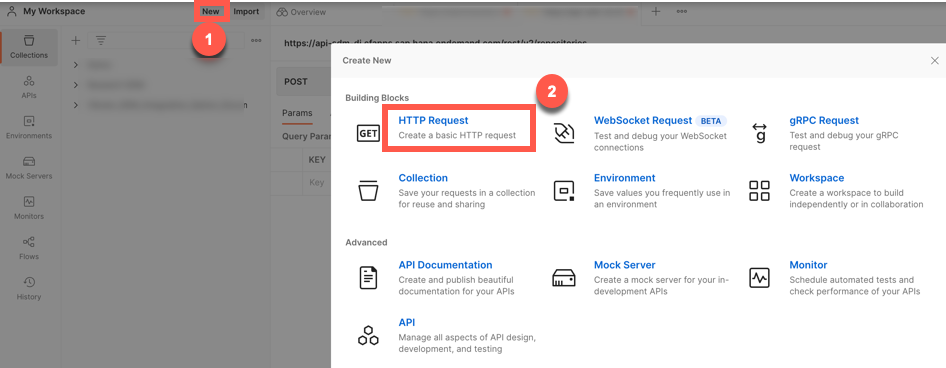 My Workspace
New
Import
Overview
1
Collections
APIs
Environments
Mock Servers
Monitors
Flows
History
POST
Params
Query Param
KEY
Key
Create New
2
Building Blocks
GET
HTTP Request
Create a basic HTTP request
WebSocket Request BETA
Test and debug your WebSocket
connections
g
gRPC Request
Test and debug your gRPC
request
Collection
Save your requests in a collection
for reuse and sharing
Environment
Save values you frequently use in
an environment
Workspace
Create a workspace to build
independently or in collaboration
Advanced
API Documentation
Create and publish beautiful
documentation for your APIs
Mock Server
Create a mock server for your in-
development APIs
Monitor
Schedule automated tests and
check performance of your APIs
API
Manage all aspects of API design,
development, and testing